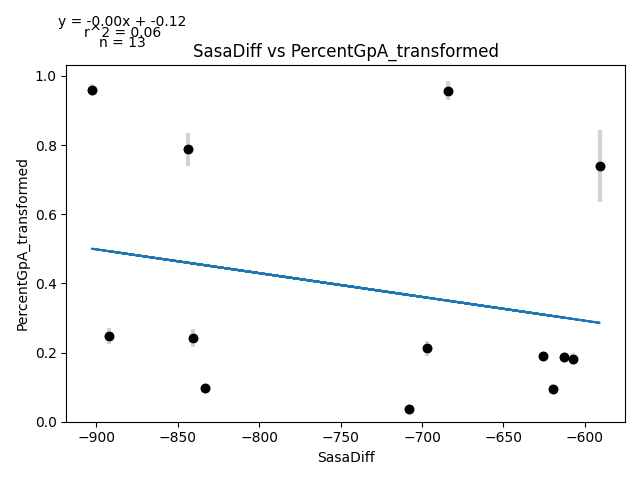 y = -0.00x + -0.12
r^2 = 0.06
n = 13
SasaDiff vs PercentGpA_transformed
PercentGpA_transformed
1.0
0.8
0.6
0.4
0.2
0.0
−900 −850 −800 −750 −700 −650 −600
SasaDiff